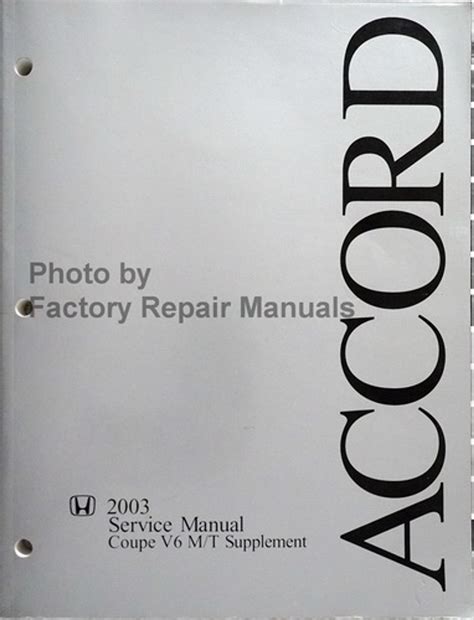 ACCORD
Photo by
Factory Repair Manuals
2003
Service Manual
Coupe V6 M/T Supplement